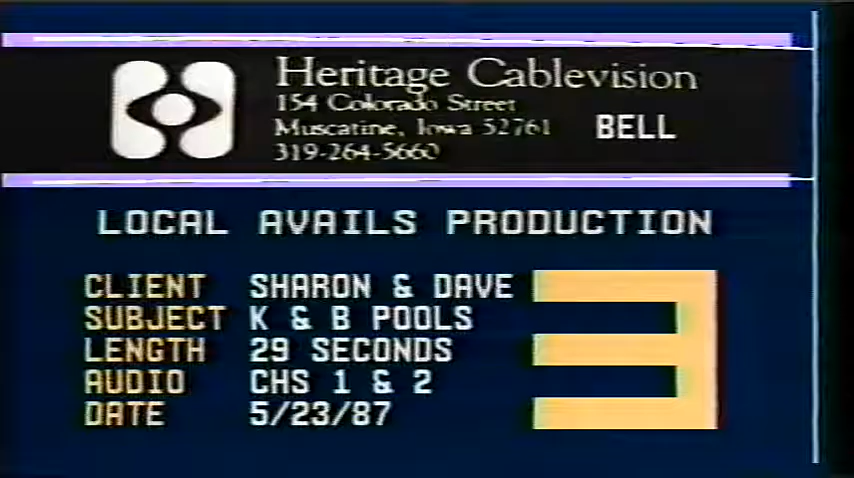 Heritage Cablevision
154 Colorado Street
Muscatine, Iowa 52761
319-264-5660
BELL
LOCAL AVAILS PRODUCTION
CLIENT SHARON & DAVE
SUBJECT K & B POOLS
LENGTH 29 SECONDS
AUDIO CHS 1 & 2
DATE 5/23/87
3